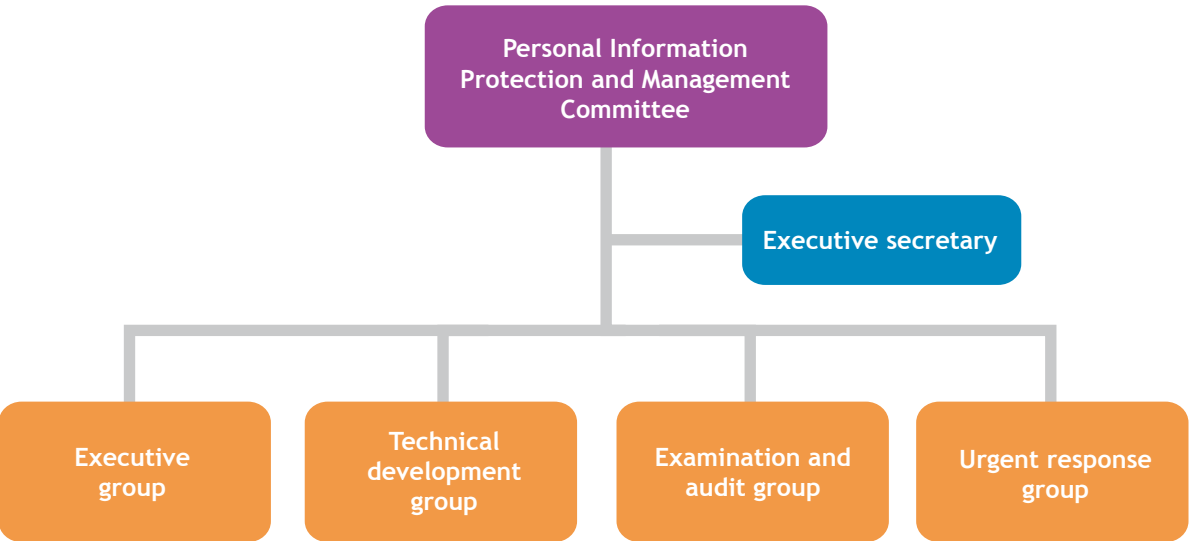 Personal Information
Protection and Management
Committee
Executive secretary
Executive
group
Technical
development
group
Examination and
audit group
Urgent response
group